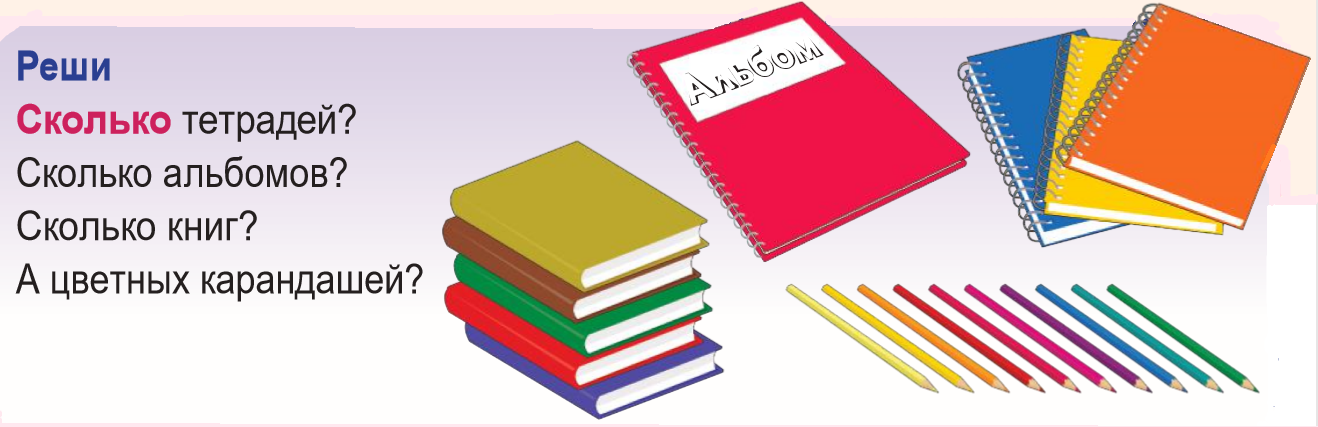 Реши
Сколько тетрадей?
Сколько альбомов?
Сколько книг?
А цветных карандашей?
Альбом